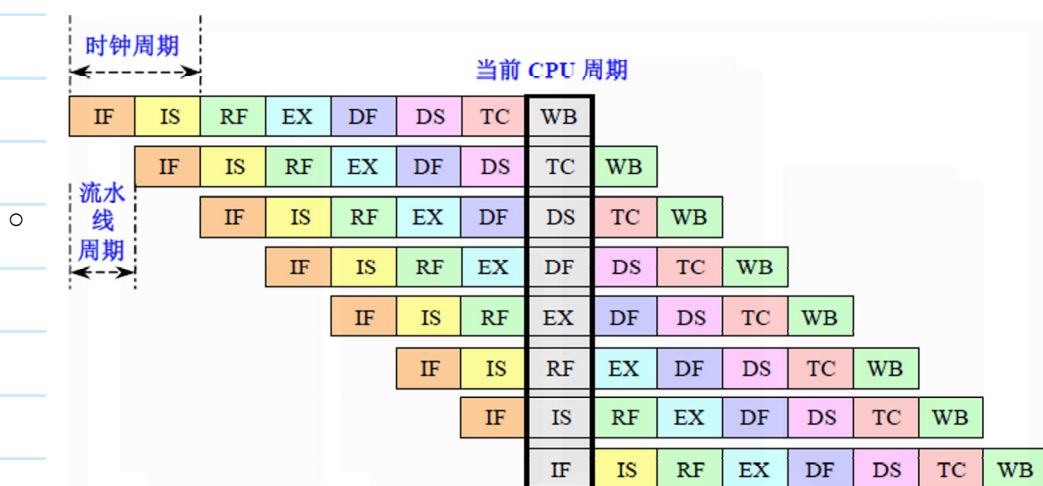 时钟周期
当前 CPU 周期
IF IS RF EX DF DS TC WB
IF IS RF EX DF DS TC WB
流水
线
周期
IF IS RF EX DF DS TC WB
IF IS RF EX DF DS TC WB
IF IS RF EX DF DS TC WB
IF IS RF EX DF DS TC WB
IF IS RF EX DF DS TC WB
IF IS RF EX DF DS TC WB